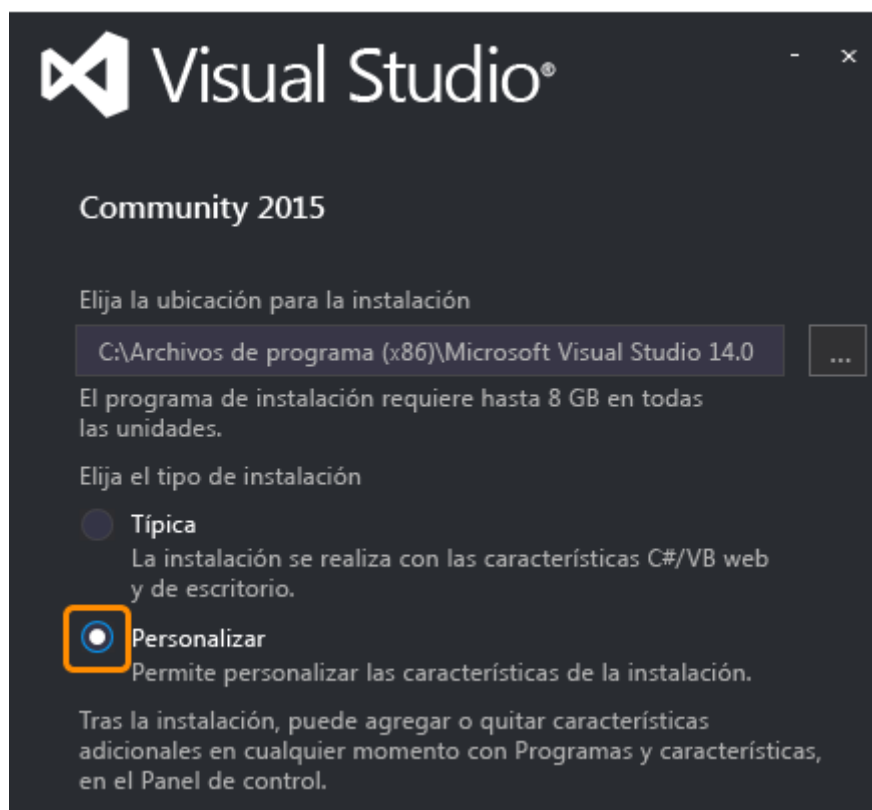 Visual Studio®
Community 2015
Elija la ubicación para la instalación
C:\Archivos de programa (x86)\Microsoft Visual Studio 14.0
...
El programa de instalación requiere hasta 8 GB en todas
las unidades.
Elija el tipo de instalación
Típica
La instalación se realiza con las características C#/VB web
y de escritorio.
Personalizar
Permite personalizar las características de la instalación.
Tras la instalación, puede agregar o quitar características
adicionales en cualquier momento con Programas y características,
en el Panel de control.